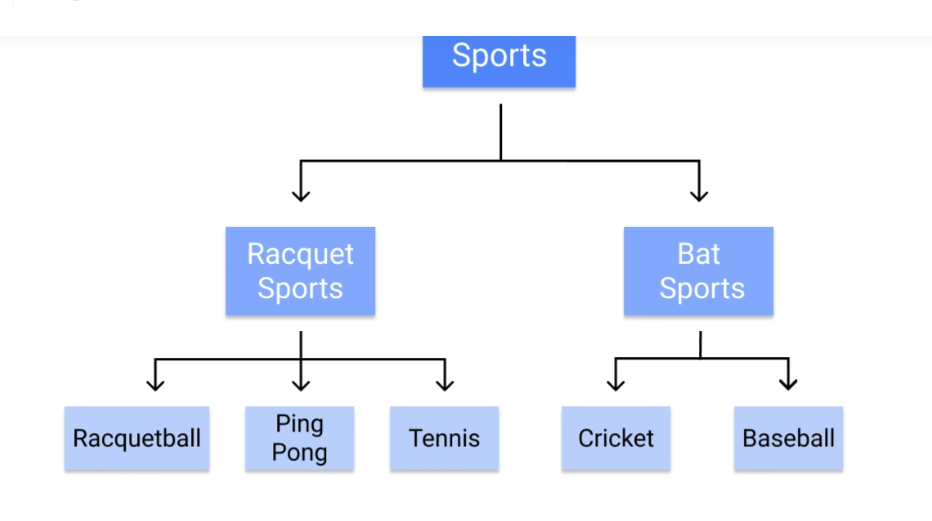 Sports
Racquet
Sports
Bat
Sports
Racquetball
Ping
Pong
Tennis
Cricket
Baseball